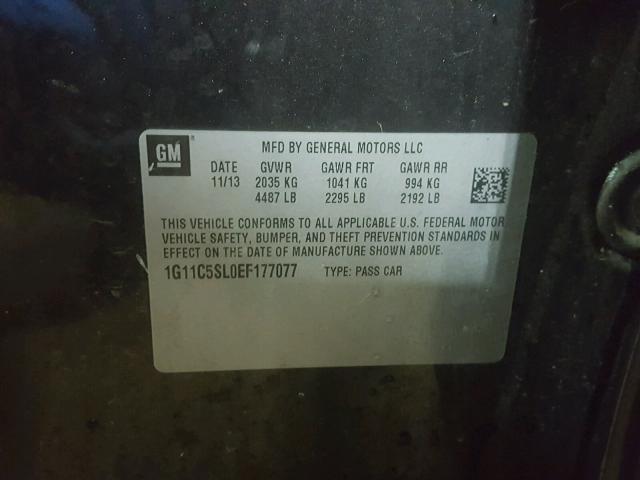 GM ®
MFD BY GENERAL MOTORS LLC
DATE GVWR GAWR FRT GAWR RR
11/13 2035 KG 1041 KG 994 KG
4487 LB 2295 LB 2192 LB
THIS VEHICLE CONFORMS TO ALL APPLICABLE U.S. FEDERAL MOTOR
VEHICLE SAFETY, BUMPER, AND THEFT PREVENTION STANDARDS IN
EFFECT ON THE DATE OF MANUFACTURE SHOWN ABOVE.
1G11C5SL0EF177077 TYPE: PASS CAR